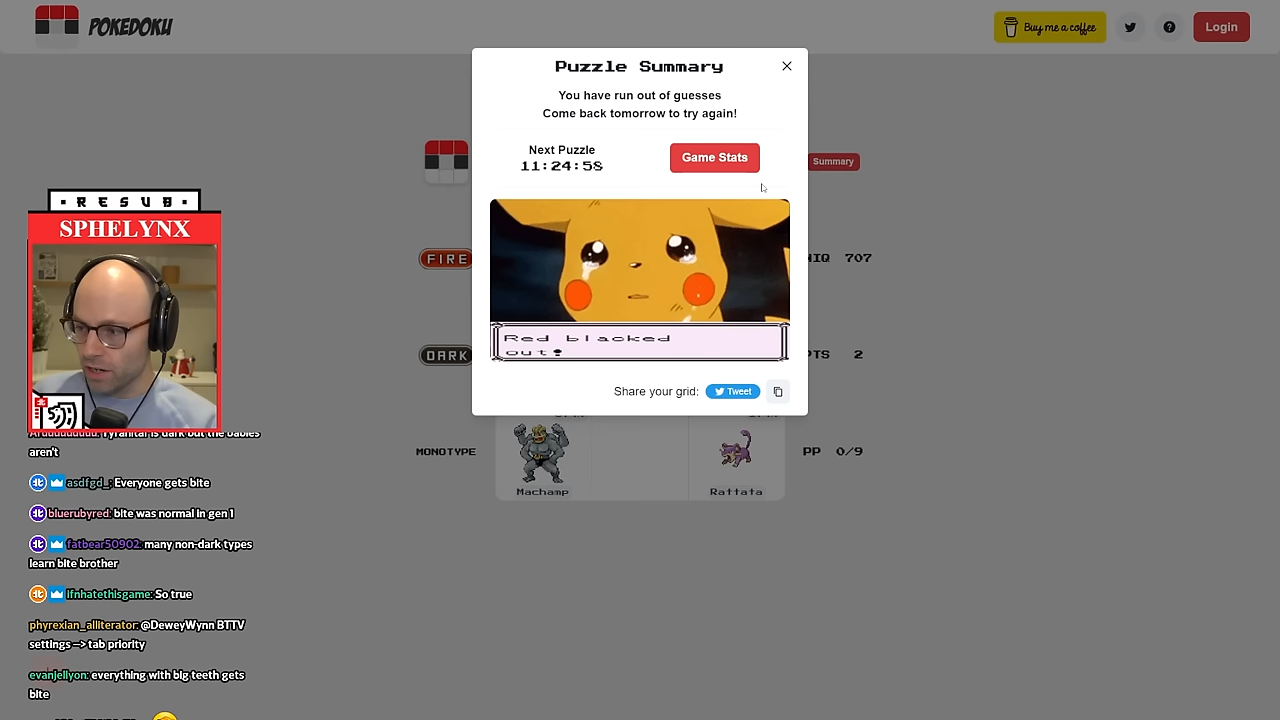 POKEDOKU
Buy me a coffee
Login
Puzzle Summary
You have run out of guesses
Come back tomorrow to try again!
Next Puzzle
11:24:58
Game Stats
Summary
Red blacked
out!
Share your grid:
Tweet
FIRE
DARK
MONOTYPE
Machamp
Rattata
UNIQ 707
PTS 2
PP 0/9
RESUB
SPHELYNX
Aruuuuuuuu: Tyranitar is dark but the babies
aren't
asdfgd_: Everyone gets bite
bluerubyred: bite was normal in gen 1
fatbear50902: many non-dark types
learn bite brother
lfnhatethisgame: So true
phyrexian_alliterator: @DeweyWynn BTTV
settings --> tab priority
evanjellyon: everything with big teeth gets
bite